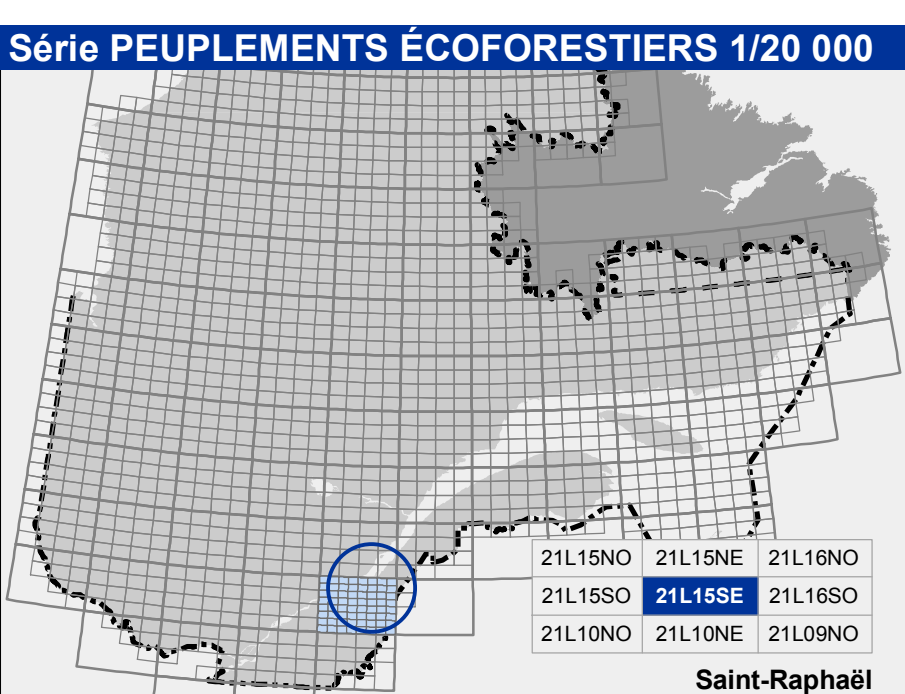 Série PEUPLEMENTS ÉCOFORESTIERS 1/20 000
21L15NO 21L15NE 21L16NO
21L15SO 21L15SE 21L16SO
21L10NO 21L10NE 21L09NO
Saint-Raphaël